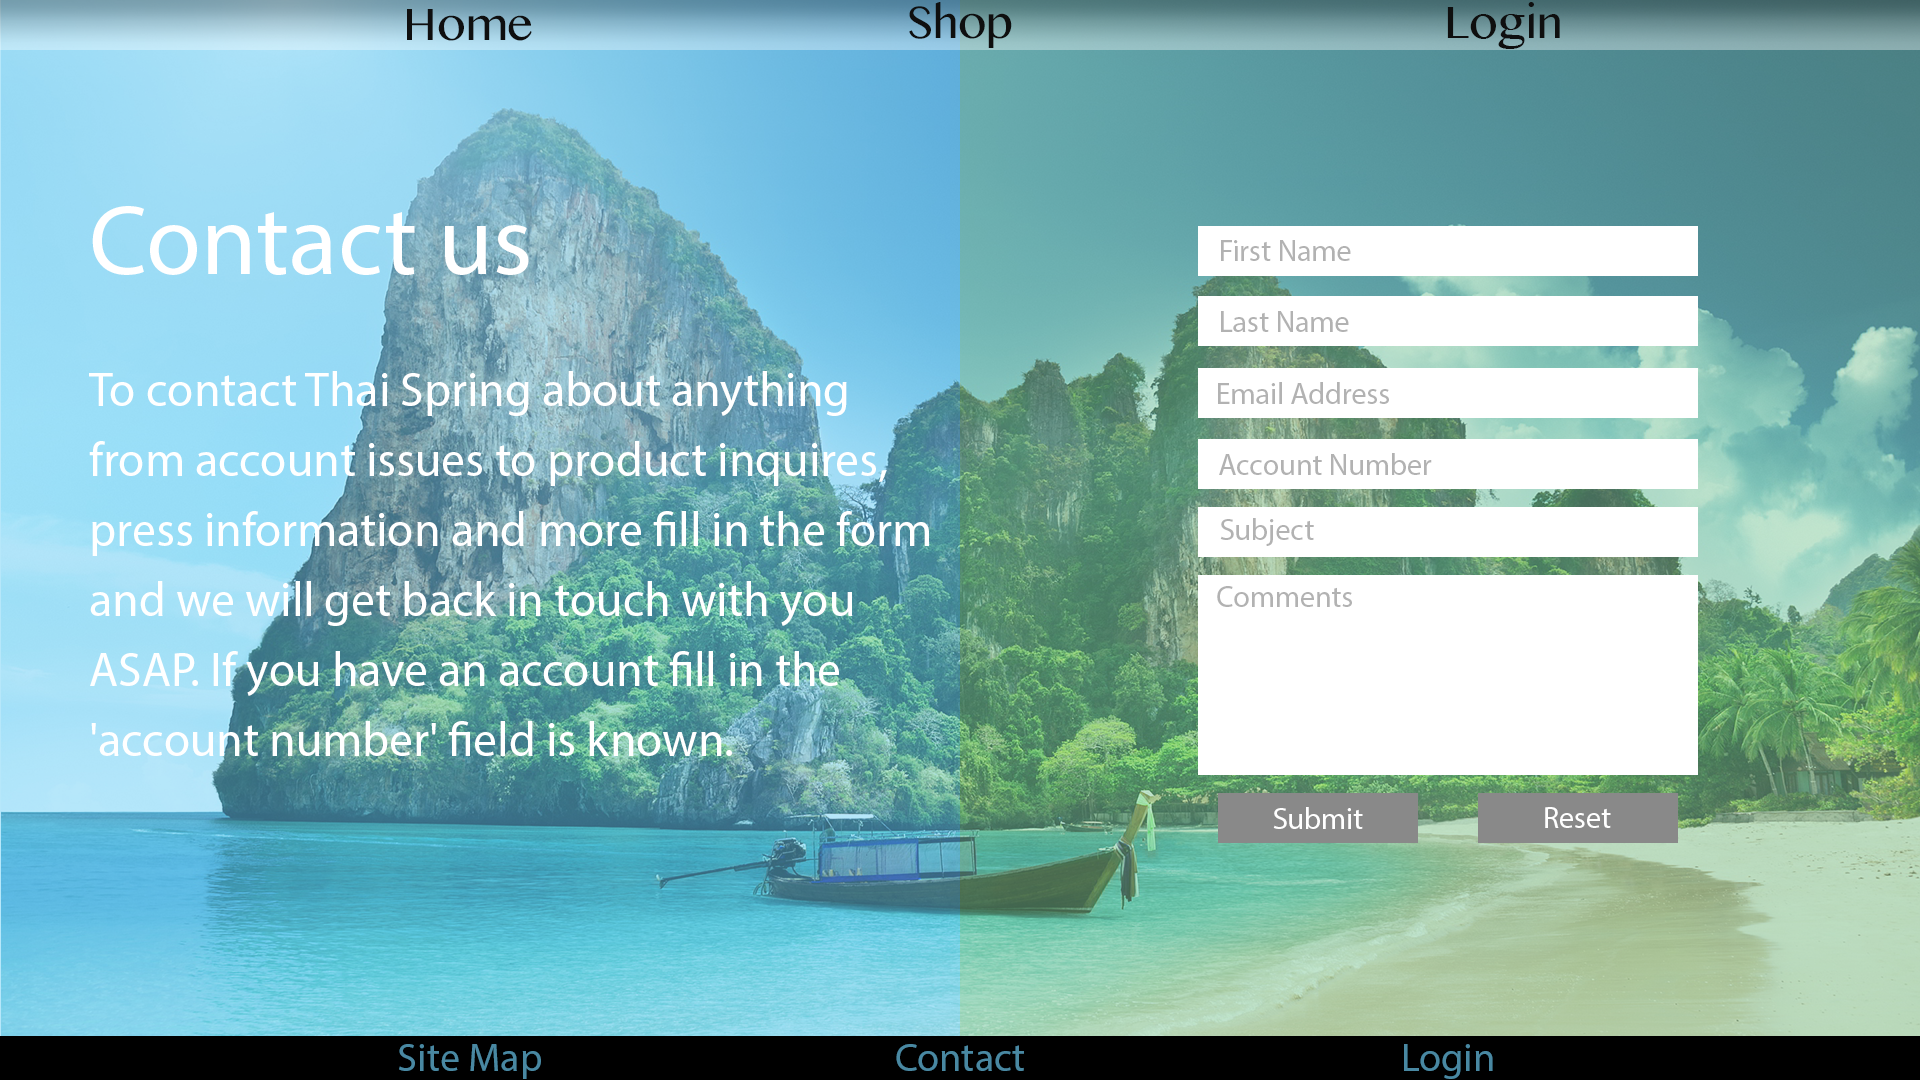 Home Shop Login
Contact us
To contact Thai Spring about anything
from account issues to product inquires,
press information and more fill in the form
and we will get back in touch with you
ASAP. If you have an account fill in the
'account number' field is known.
First Name
Last Name
Email Address
Account Number
Subject
Comments
Submit Reset
Site Map Contact Login